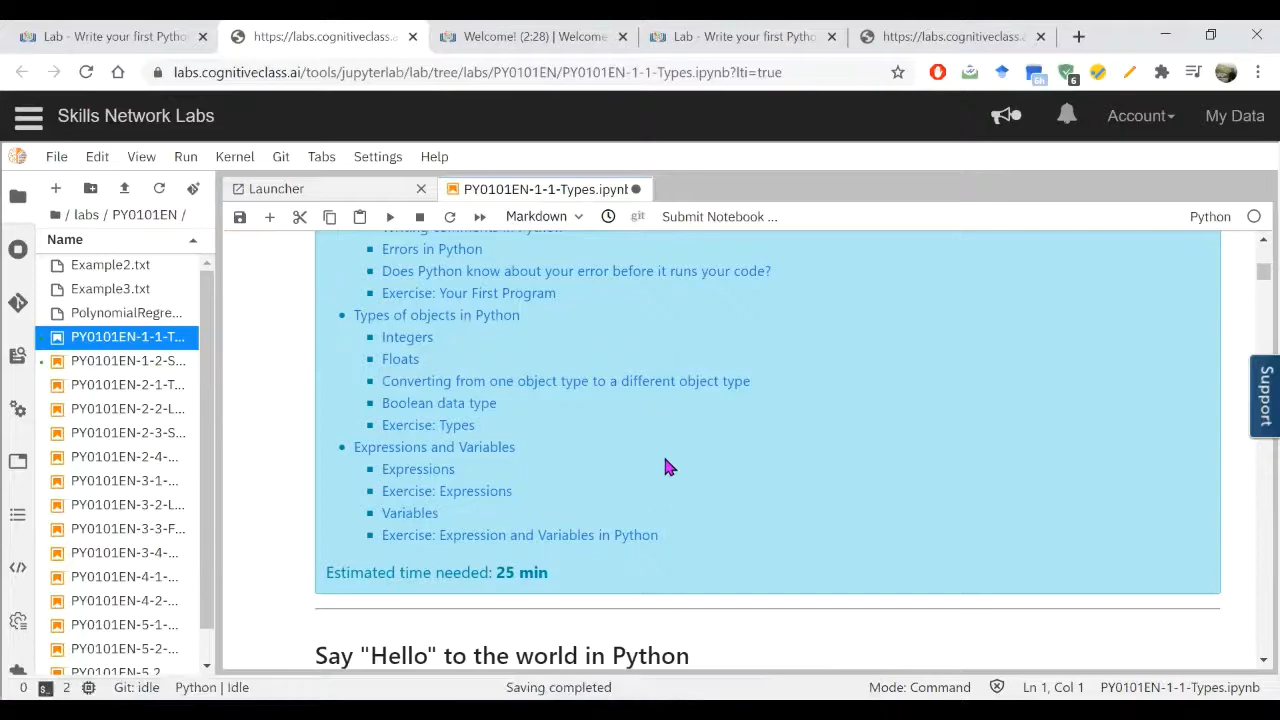 Lab - Write your first Pytho
https://labs.cognitiveclass.a
Welcome! (2:28) | Welcome
Lab - Write your first Pytho
https://labs.cognitiveclass.a
labs.cognitiveclass.ai/tools/jupyterlab/lab/tree/labs/PY0101EN/PY0101EN-1-1-Types.ipynb?lti=true
6h
6
Skills Network Labs
Account
My Data
File Edit View Run Kernel Git Tabs Settings Help
Launcher
PY0101EN-1-1-Types.ipynb
/ labs / PY0101EN /
Markdown
git
Submit Notebook ...
Python
Name
Example2.txt
Example3.txt
PolynomialRegre...
PY0101EN-1-1-T...
PY0101EN-1-2-S...
PY0101EN-2-1-T...
PY0101EN-2-2-L...
PY0101EN-2-3-S...
PY0101EN-2-4-...
PY0101EN-3-1-...
PY0101EN-3-2-L...
PY0101EN-3-3-F...
PY0101EN-3-4-...
PY0101EN-4-1-...
PY0101EN-4-2-...
PY0101EN-5-1-...
PY0101EN-5-2-...
PY0101EN-5.2
Writing comments in Python
Errors in Python
Does Python know about your error before it runs your code?
Exercise: Your First Program
Types of objects in Python
Integers
Floats
Converting from one object type to a different object type
Boolean data type
Exercise: Types
Expressions and Variables
Expressions
Exercise: Expressions
Variables
Exercise: Expression and Variables in Python
Estimated time needed: 25 min
Say "Hello" to the world in Python
Support
0
2
Git: idle
Python | Idle
Saving completed
Mode: Command
Ln 1, Col 1
PY0101EN-1-1-Types.ipynb